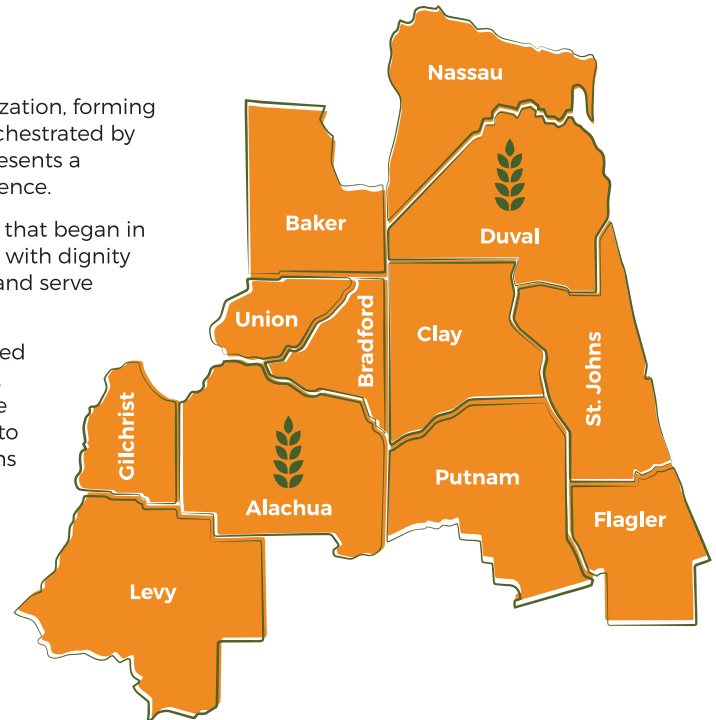 zation, forming
chestrated by
esents a
ence.
that began in
with dignity
and serve
ed
e
to
ns
Nassau
Baker
Duval
Union
Bradford
Clay
St. Johns
Gilchrist
Alachua
Putnam
Flagler
Levy